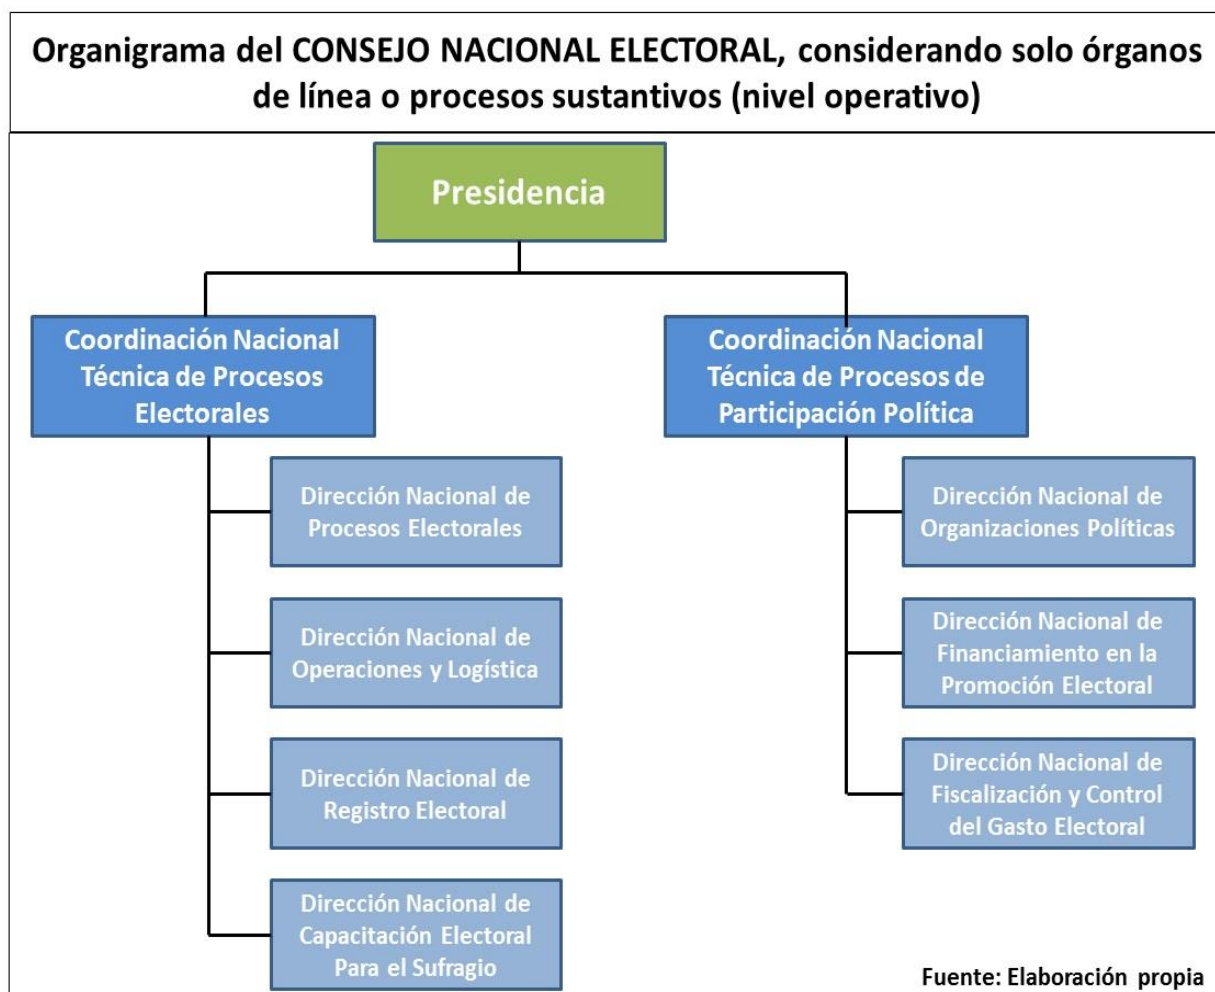 Organigrama del CONSEJO NACIONAL ELECTORAL, considerando solo órganos
de línea o procesos sustantivos (nivel operativo)
Presidencia
Coordinación Nacional
Técnica de Procesos
Electorales
Dirección Nacional de
Procesos Electorales
Dirección Nacional de
Operaciones y Logística
Dirección Nacional de
Registro Electoral
Dirección Nacional de
Capacitación Electoral
Para el Sufragio
Coordinación Nacional
Técnica de Procesos de
Participación Política
Dirección Nacional de
Organizaciones Políticas
Dirección Nacional de
Financiamiento en la
Promoción Electoral
Dirección Nacional de
Fiscalización y Control
del Gasto Electoral
Fuente: Elaboración propia